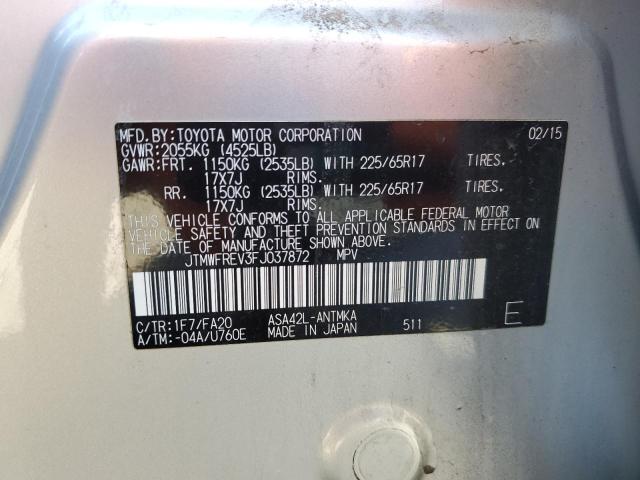 MFD.BY:TOYOTA MOTOR CORPORATION 02/15
GVWR:2055KG (4525LB)
GAWR:FRT. 1150KG (2535LB) WITH 225/65R17 TIRES.
17X7J RIMS.
RR. 1150KG (2535LB) WITH 225/65R17 TIRES.
17X7J RIMS.
THIS VEHICLE CONFORMS TO ALL APPLICABLE FEDERAL MOTOR
VEHICLE SAFETY AND THEFT PREVENTION STANDARDS IN EFFECT ON
THE DATE OF MANUFACTURE SHOWN ABOVE.
JTMWFREV3FJ037872 MPV
C/TR:1F7/FA20 ASA42L-ANTMKA
A/TM:-04A/U760E MADE IN JAPAN 511 E